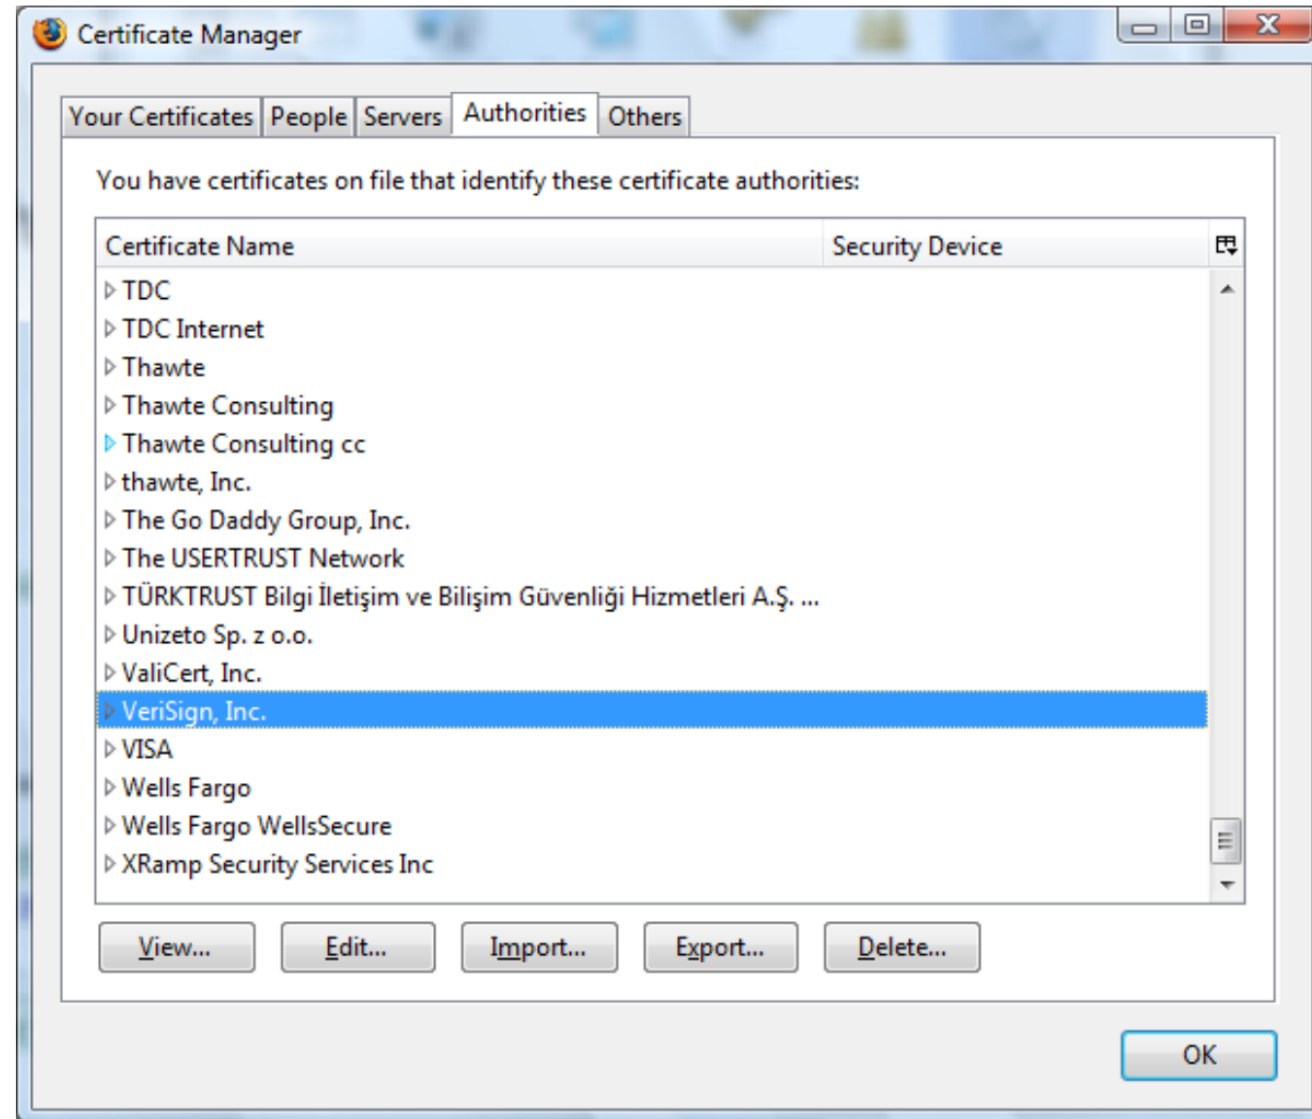 Certificate Manager
Your Certificates People Servers Authorities Others
You have certificates on file that identify these certificate authorities:
Certificate Name Security Device
TDC
TDC Internet
Thawte
Thawte Consulting
Thawte Consulting cc
thawte, Inc.
The Go Daddy Group, Inc.
The USERTRUST Network
TÜRKTRUST Bilgi İletişim ve Bilişim Güvenliği Hizmetleri A.Ş. ...
Unizeto Sp. z o.o.
ValiCert, Inc.
VeriSign, Inc.
VISA
Wells Fargo
Wells Fargo WellsSecure
XRamp Security Services Inc
View... Edit... Import... Export... Delete...
OK